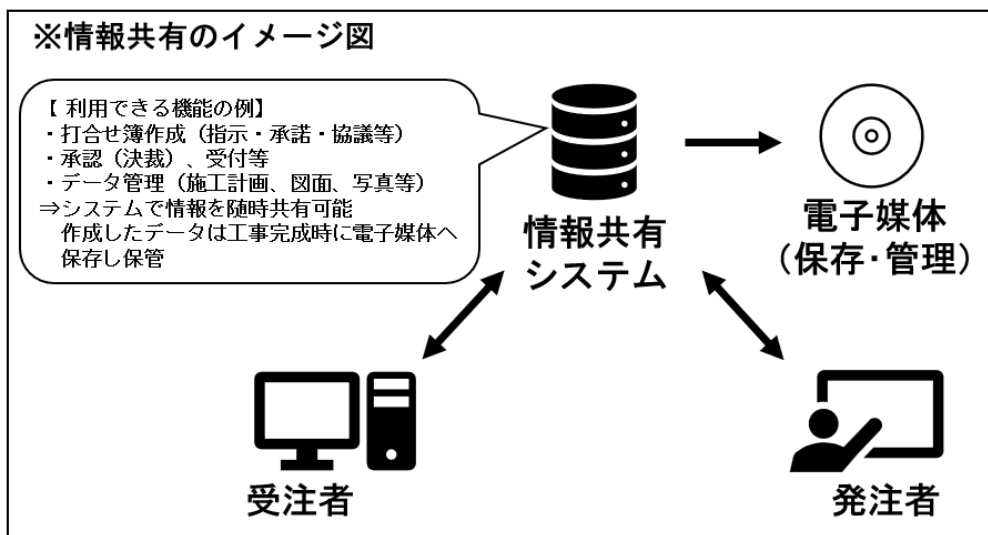 ※情報共有のイメージ図
【 利用できる機能の例】
・打合せ簿作成（指示・承諾・協議等）
・承認（決裁）、受付等
・データ管理（施工計画、図面、写真等）
⇒システムで情報を随時共有可能
作成したデータは工事完成時に電子媒体へ
保存し保管
情報共有
システム
電子媒体
（保存・管理）
受注者
発注者